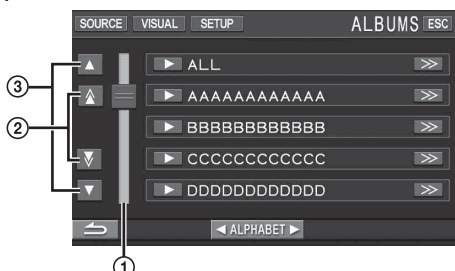 SOURCE VISUAL SETUP ALBUMS ESC
ALL
③ AAAAAAAAAAAA
② BBBBBBBBBBBB
CCCCCCCCCCCC
DDDDDDDDDDDD
ALPHABET
①